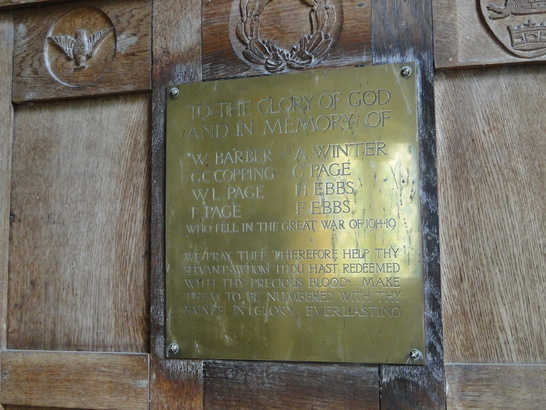 TO THE GLORY OF GOD
AND IN MEMORY OF
W. BARBER A. WINTER
G.C. COPPING C. PAGE
W.L. PAGE H. EBBS
F. PAGE F. EBBS
WHO FELL IN THE GREAT WAR OF 1914-19
WE PRAY THEE THEREFORE HELP THY
SERVANTS WHOM THOU HAST REDEEMED
WITH THY PRECIOUS BLOOD: MAKE
THEM TO BE NUMBERED WITH THY
SAINTS IN GLORY EVERLASTING